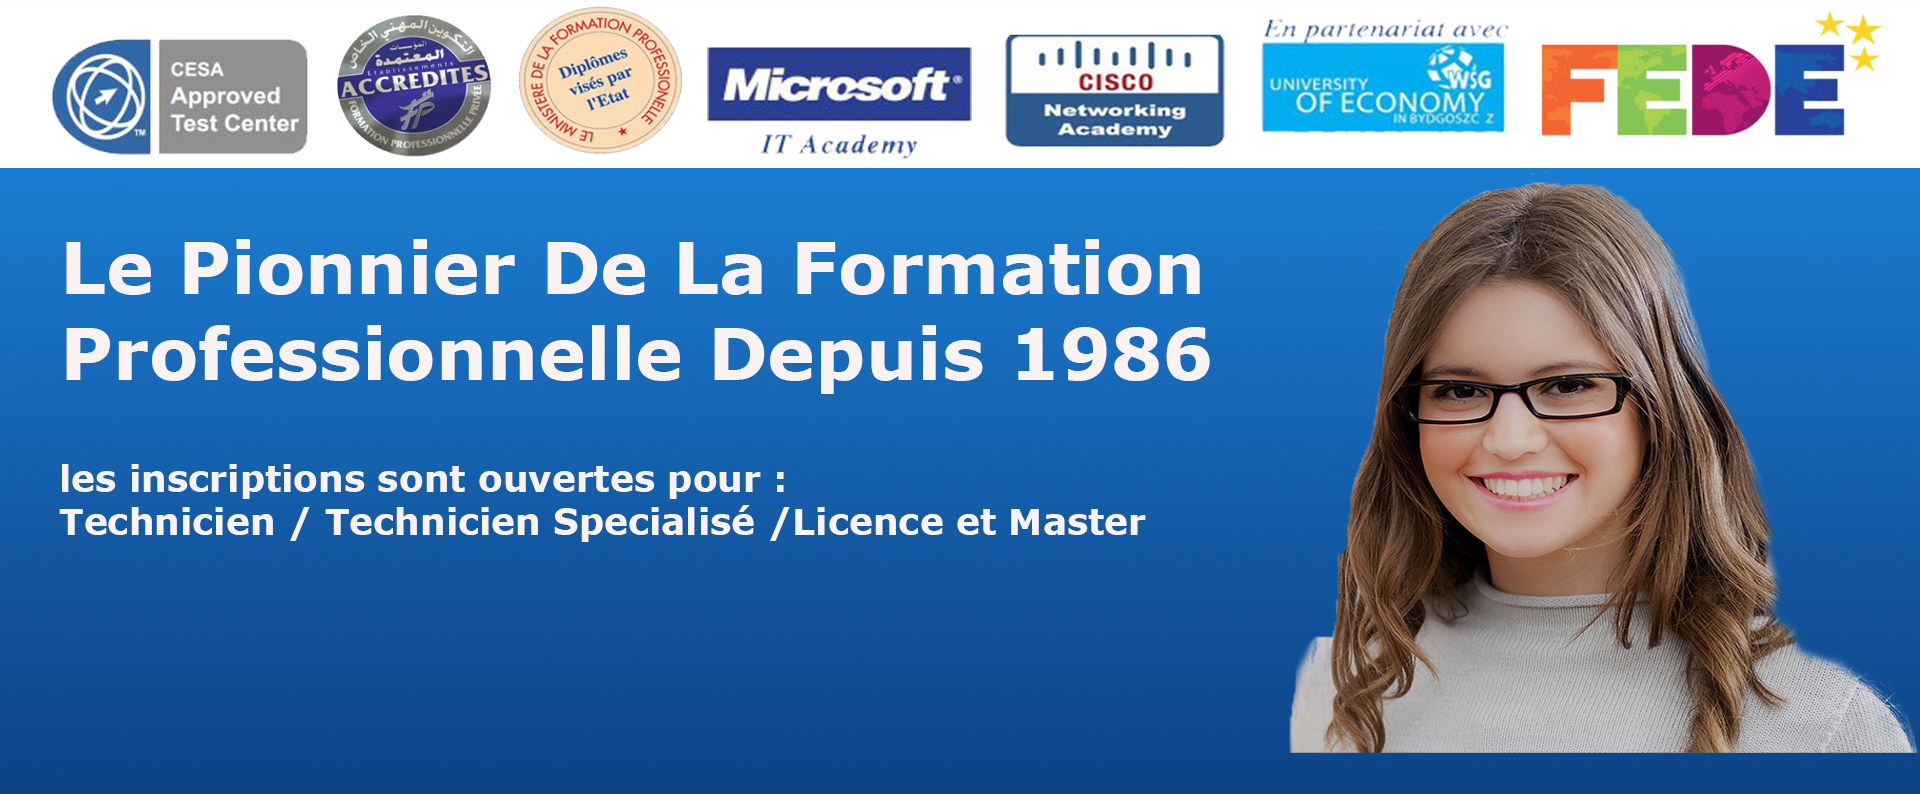 CESA
Approved
Test Center
TM
التكوين المهني الخاص
المؤسسات
المعتمدة
Etablissements
ACCREDITES
FORMATION PROFESSIONNELLE PRIVÉE
LE MINISTERE DE LA FORMATION PROFESSIONELLE
Diplômes
visés par
l'Etat
Microsoft®
IT Academy
CISCO
Networking
Academy
En partenariat avec
WSG
UNIVERSITY
OF ECONOMY
IN BYDGOSZC Z
FEDE
Le Pionnier De La Formation
Professionnelle Depuis 1986
les inscriptions sont ouvertes pour :
Technicien / Technicien Specialisé /Licence et Master